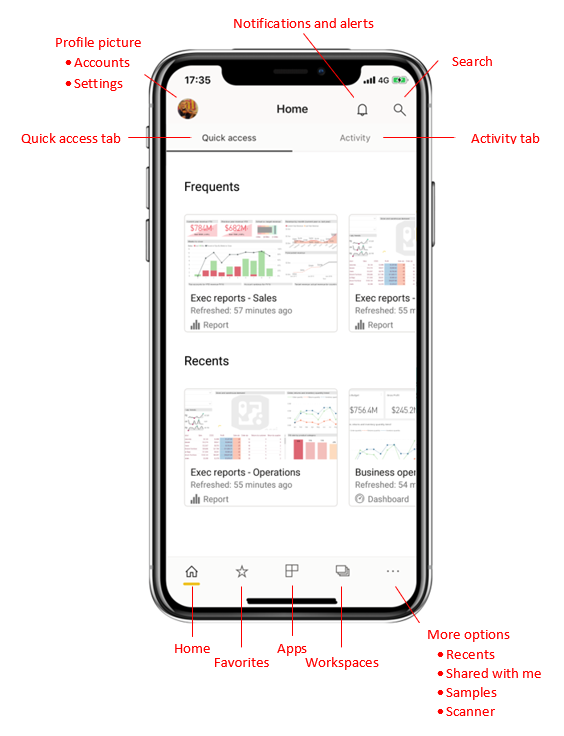 Notifications and alerts
Profile picture
• Accounts
• Settings
Search
17:35
4G
Home
Quick access tab
Quick access
Activity
Activity tab
Frequents
$784M
$682M
Exec reports - Sales
Refreshed: 57 minutes ago
Report
Exec reports -
Refreshed: 55 m
Report
Recents
$756.4M
$245.2
Exec reports - Operations
Refreshed: 55 minutes ago
Report
Business oper
Refreshed: 54 m
Dashboard
Home
Favorites
Apps
Workspaces
More options
• Recents
• Shared with me
• Samples
• Scanner